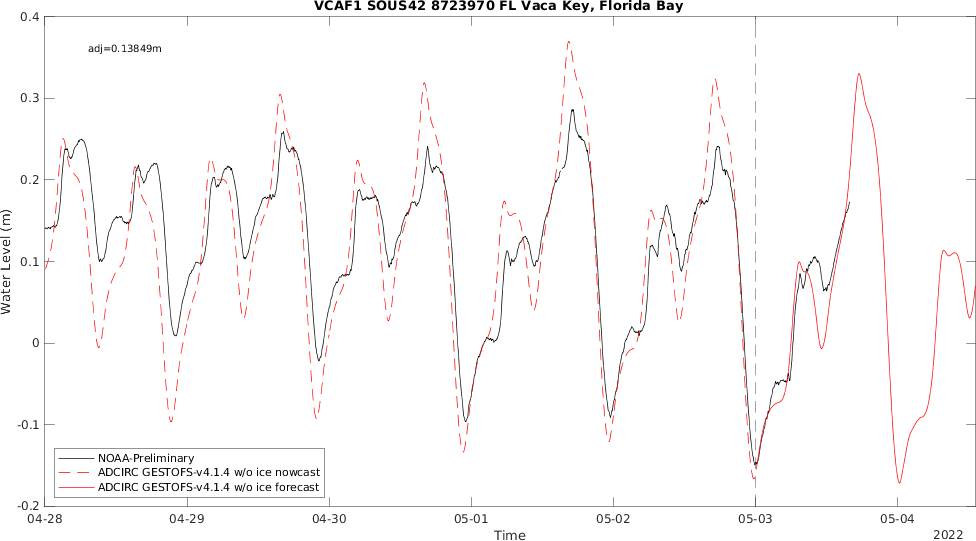 VCAF1 SOUS42 8723970 FL Vaca Key, Florida Bay
adj=0.13849m
0.4
0.3
0.2
0.1
0
-0.1
-0.2
Water Level (m)
NOAA-Preliminary
ADCIRC GESTOFS-v4.1.4 w/o ice nowcast
ADCIRC GESTOFS-v4.1.4 w/o ice forecast
04-28 04-29 04-30 05-01 05-02 05-03 05-04
Time
2022